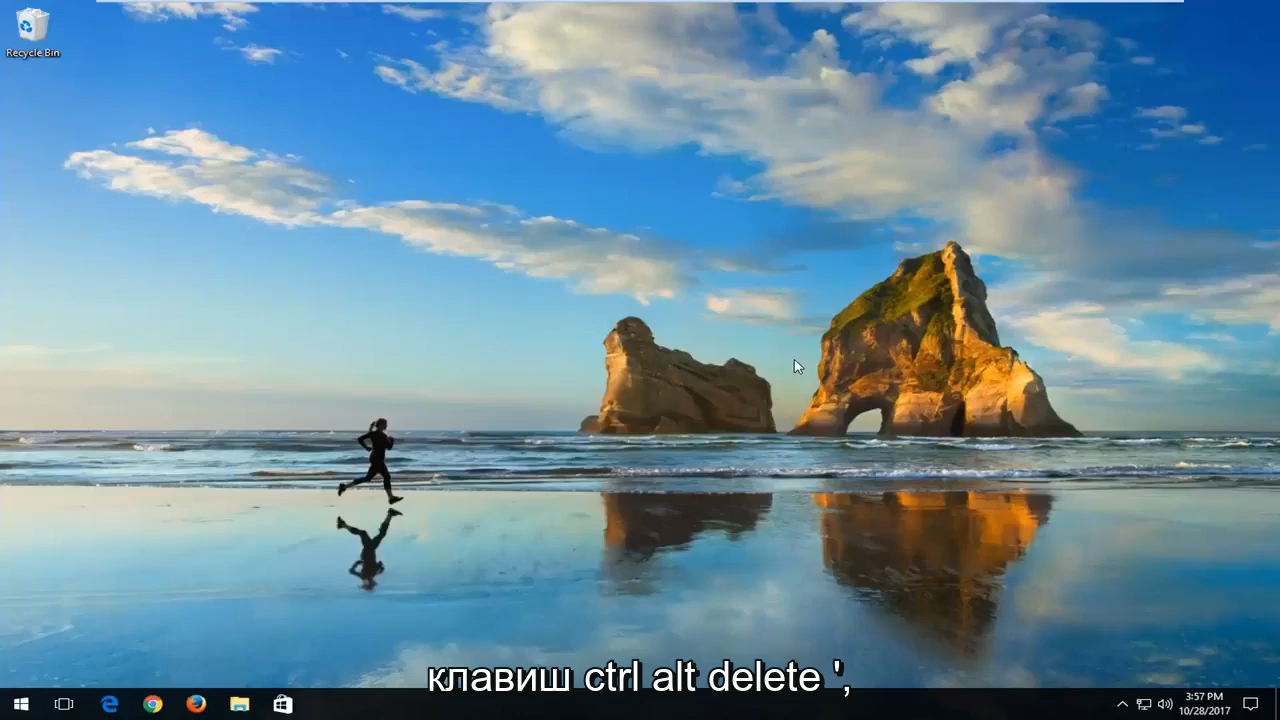 Recycle Bin
клавиш ctrl alt delete ',
3:57 PM
10/28/2017